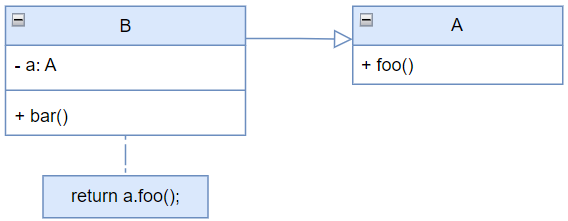 B
- a: A
+ bar()
return a.foo();
A
+ foo()